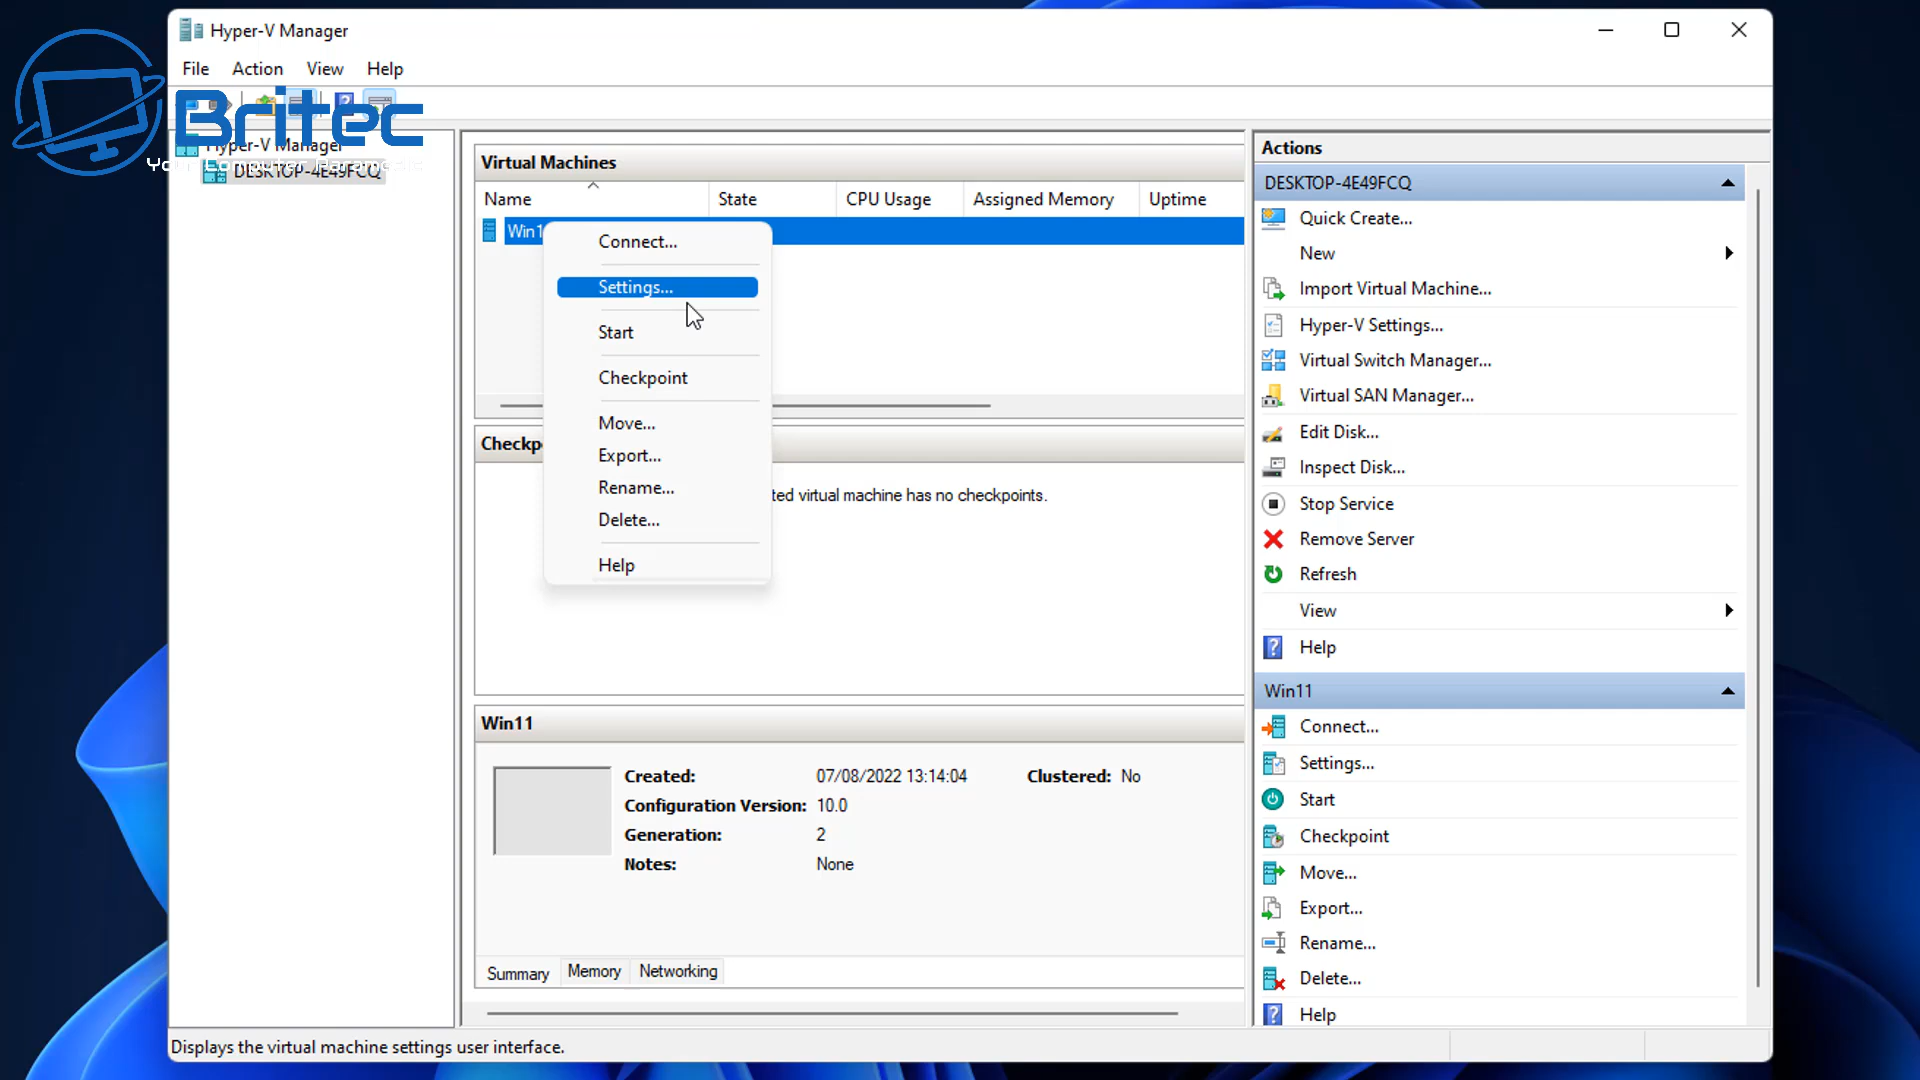 Hyper-V Manager
File Action View Help
Britec
Hyper-V Manager
DESKTOP-4E49FCQ
Virtual Machines
Name State CPU Usage Assigned Memory Uptime
Win1
Connect...
Settings...
Start
Checkpoint
Move...
Export...
Rename...
Delete...
Help
Checkp
ted virtual machine has no checkpoints.
Win11
Created: 07/08/2022 13:14:04 Clustered: No
Configuration Version: 10.0
Generation: 2
Notes: None
Summary Memory Networking
Actions
DESKTOP-4E49FCQ
Quick Create...
New
Import Virtual Machine...
Hyper-V Settings...
Virtual Switch Manager...
Virtual SAN Manager...
Edit Disk...
Inspect Disk...
Stop Service
Remove Server
Refresh
View
Help
Win11
Connect...
Settings...
Start
Checkpoint
Move...
Export...
Rename...
Delete...
Help
Displays the virtual machine settings user interface.